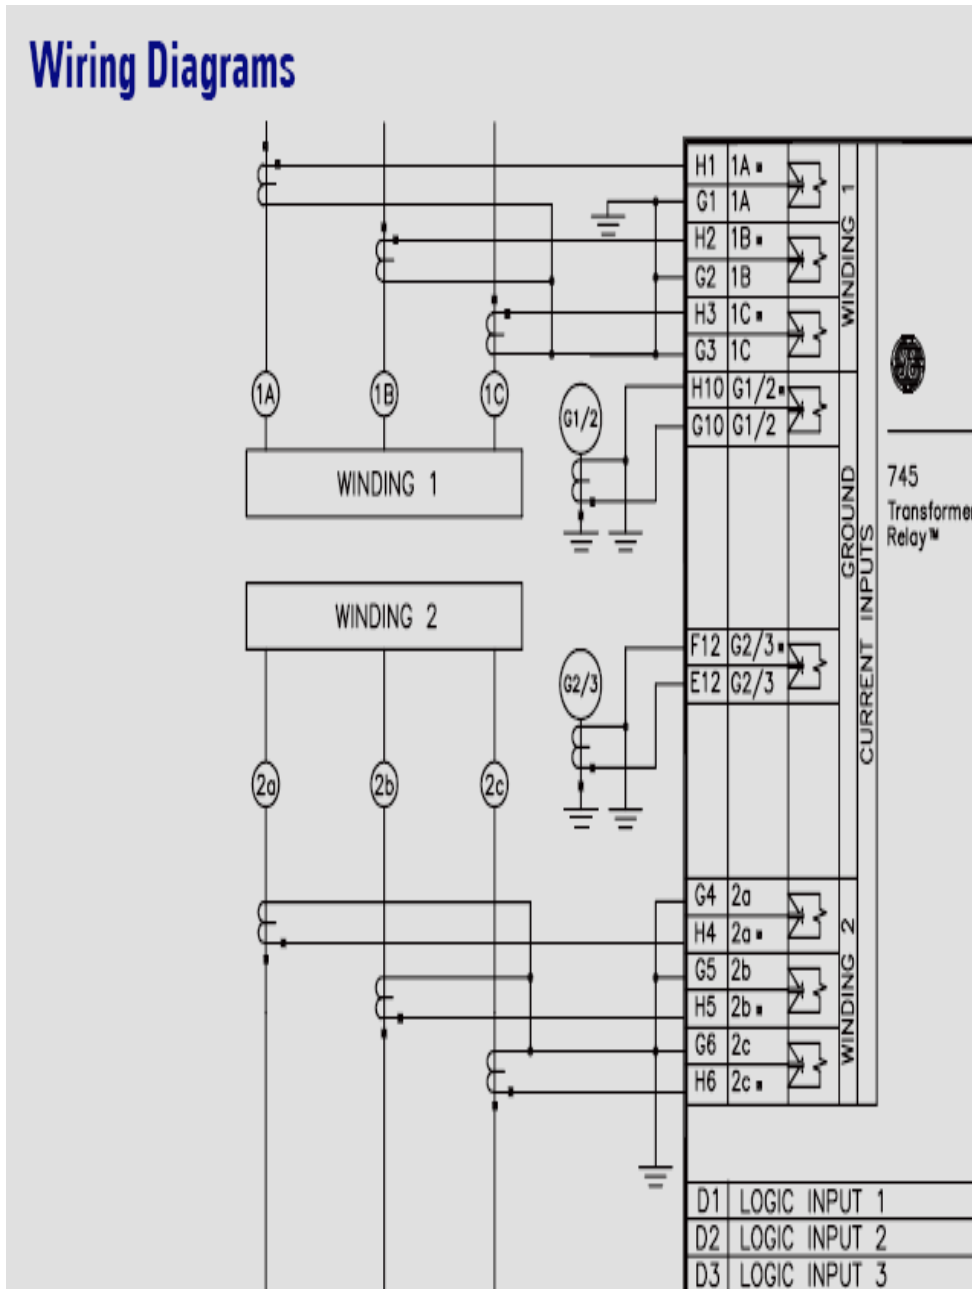 Wiring Diagrams
H1 1A
G1 1A
H2 1B
G2 1B
H3 1C
G3 1C
WINDING 1
1A 1B 1C
G1/2
H10 G1/2
G10 G1/2
WINDING 1
GROUND
CURRENT INPUTS
745
Transformer
Relay™
WINDING 2
G2/3
F12 G2/3
E12 G2/3
2a 2b 2c
G4 2a
H4 2a
G5 2b
H5 2b
G6 2c
H6 2c
WINDING 2
D1 LOGIC INPUT 1
D2 LOGIC INPUT 2
D3 LOGIC INPUT 3